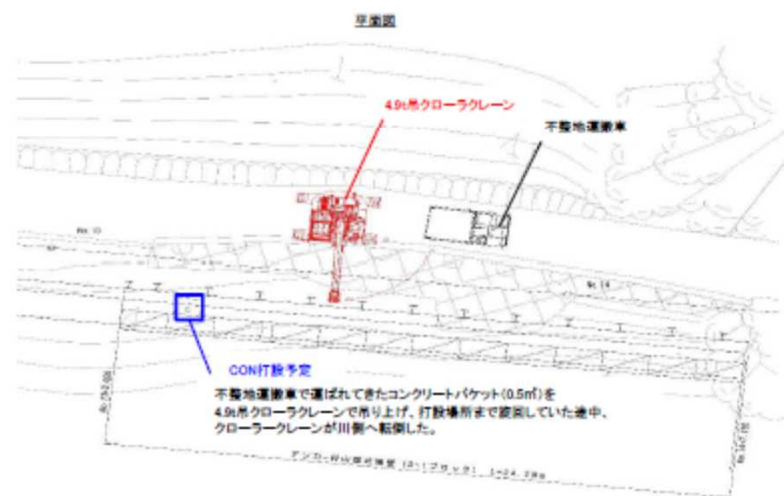 平面図
4.9t吊クローラクレーン
不整地運搬車
No.13
No.14
CON打設予定
不整地運搬車で運ばれてきたコンクリートバケット(0.5㎥)を
4.9t吊クローラクレーンで吊り上げ、打設場所まで旋回していた途中、
クローラークレーンが川側へ転倒した。